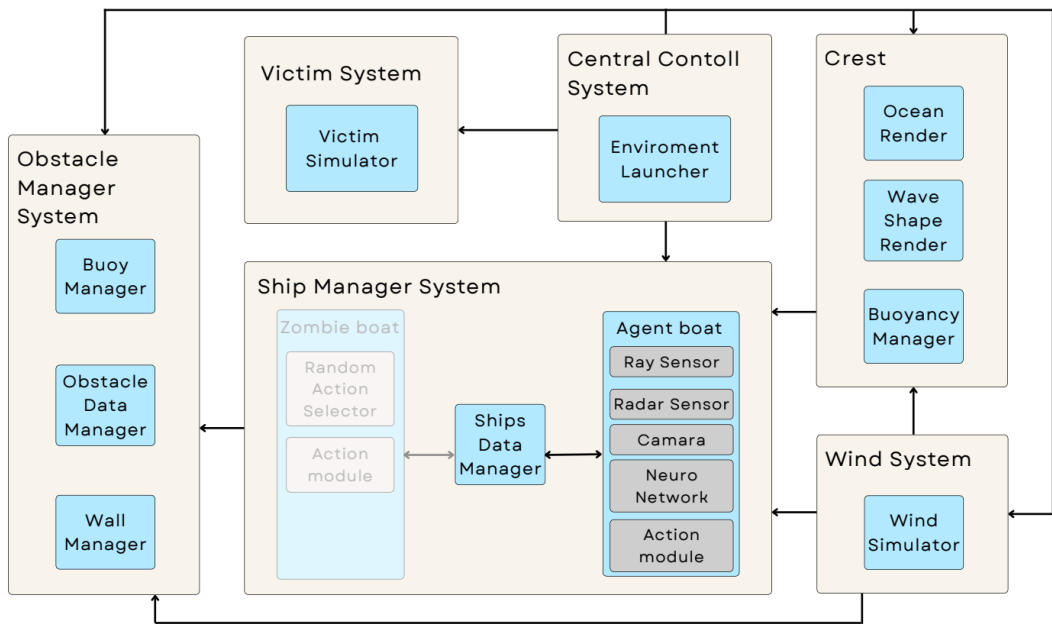 Obstacle
Manager
System
Buoy
Manager
Obstacle
Data
Manager
Wall
Manager
Victim System
Victim
Simulator
Central Contoll
System
Enviroment
Launcher
Crest
Ocean
Render
Wave
Shape
Render
Buoyancy
Manager
Ship Manager System
Zombie boat
Random
Action
Selector
Action
module
Ships
Data
Manager
Agent boat
Ray Sensor
Radar Sensor
Camara
Neuro
Network
Action
module
Wind System
Wind
Simulator